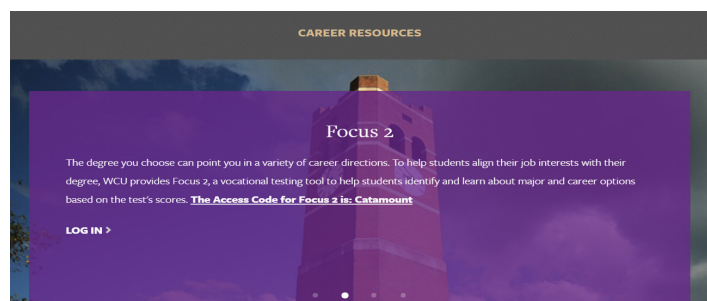 CAREER RESOURCES
Focus 2
The degree you choose can point you in a variety of career directions. To help students align their job interests with their
degree, WCU provides Focus 2, a vocational testing tool to help students identify and learn about major and career options
based on the test's scores. The Access Code for Focus 2 is: Catamount
LOG IN >